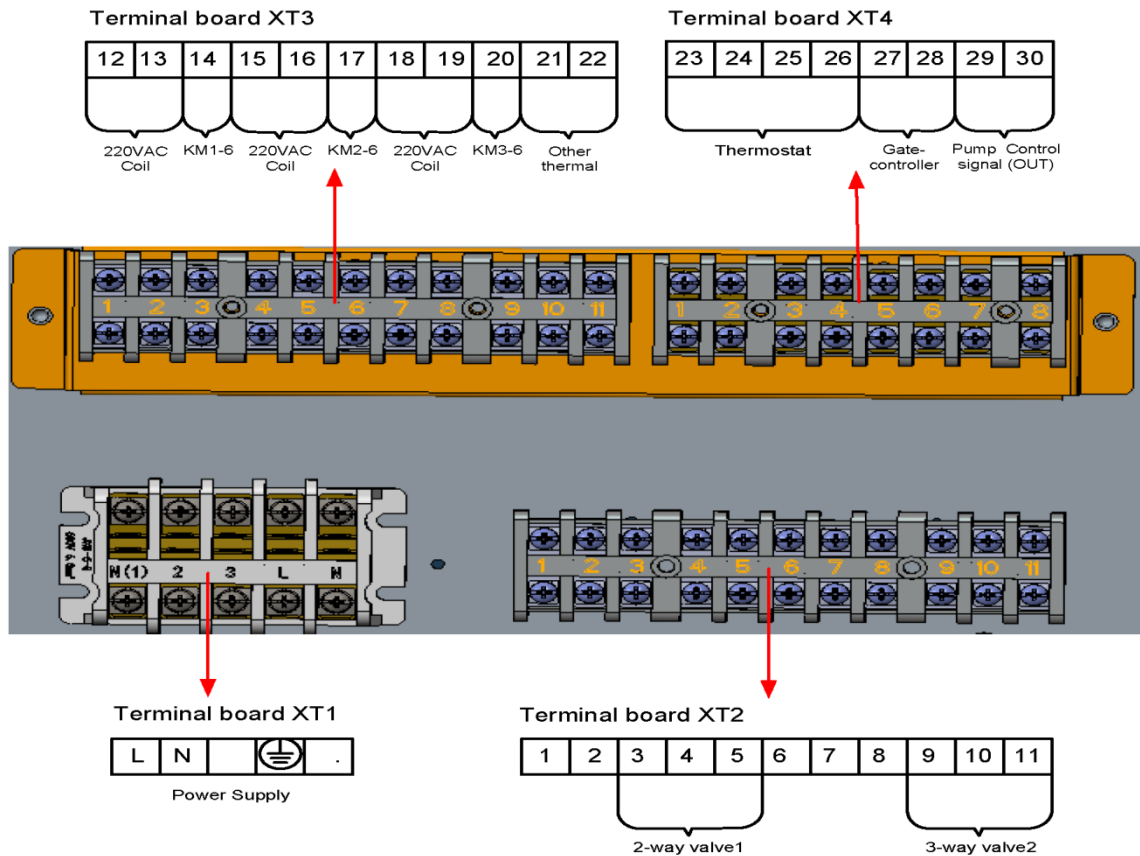 Terminal board XT3
Terminal board XT4
12 13 14 15 16 17 18 19 20 21 22
23 24 25 26 27 28 29 30
220VAC Coil
KM1-6
220VAC Coil
KM2-6
220VAC Coil
KM3-6
Other thermal
Thermostat
Gate-controller
Pump signal
Control (OUT)
1 2 3 4 5 6 7 8 9 10 11
1 2 3 4 5 6 7 8
N(1) 2 3 L N
1 2 3 4 5 6 7 8 9 10 11
Terminal board XT1
Terminal board XT2
L N .
Power Supply
1 2 3 4 5 6 7 8 9 10 11
2-way valve1
3-way valve2